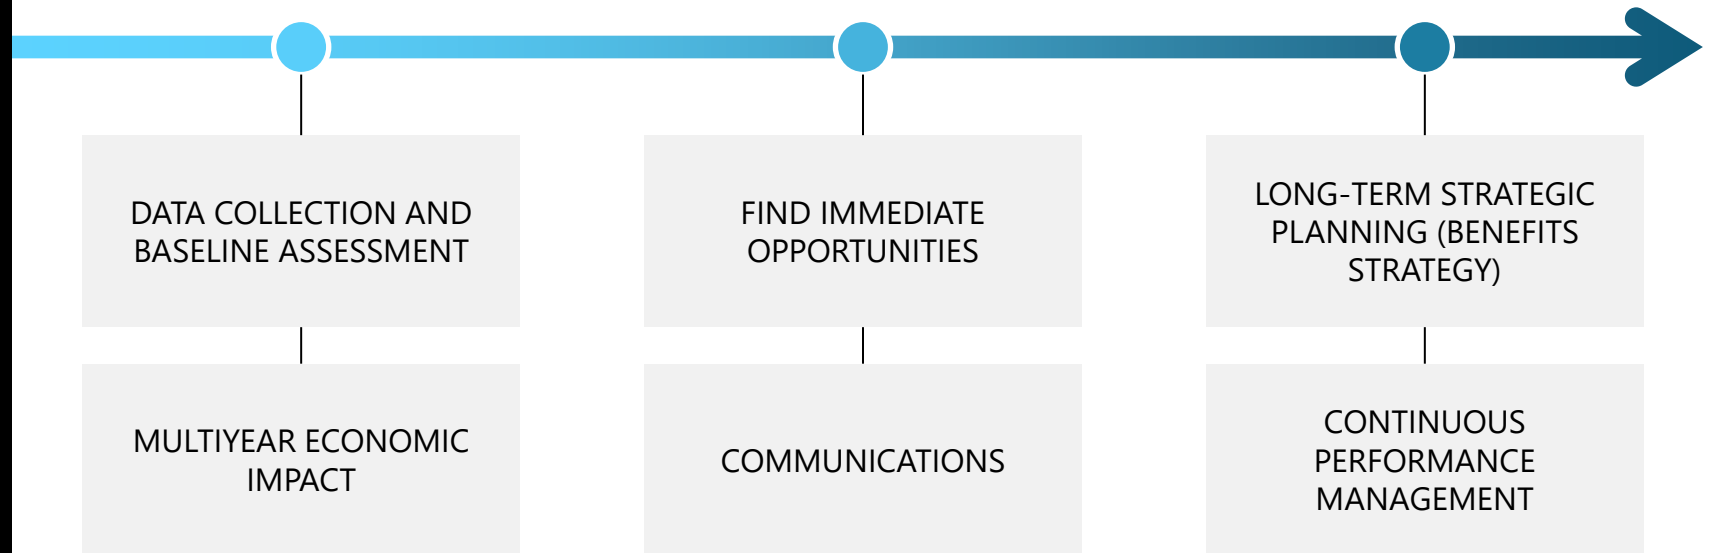 DATA COLLECTION AND
BASELINE ASSESSMENT
MULTIYEAR ECONOMIC
IMPACT
FIND IMMEDIATE
OPPORTUNITIES
COMMUNICATIONS
LONG-TERM STRATEGIC
PLANNING (BENEFITS
STRATEGY)
CONTINUOUS
PERFORMANCE
MANAGEMENT